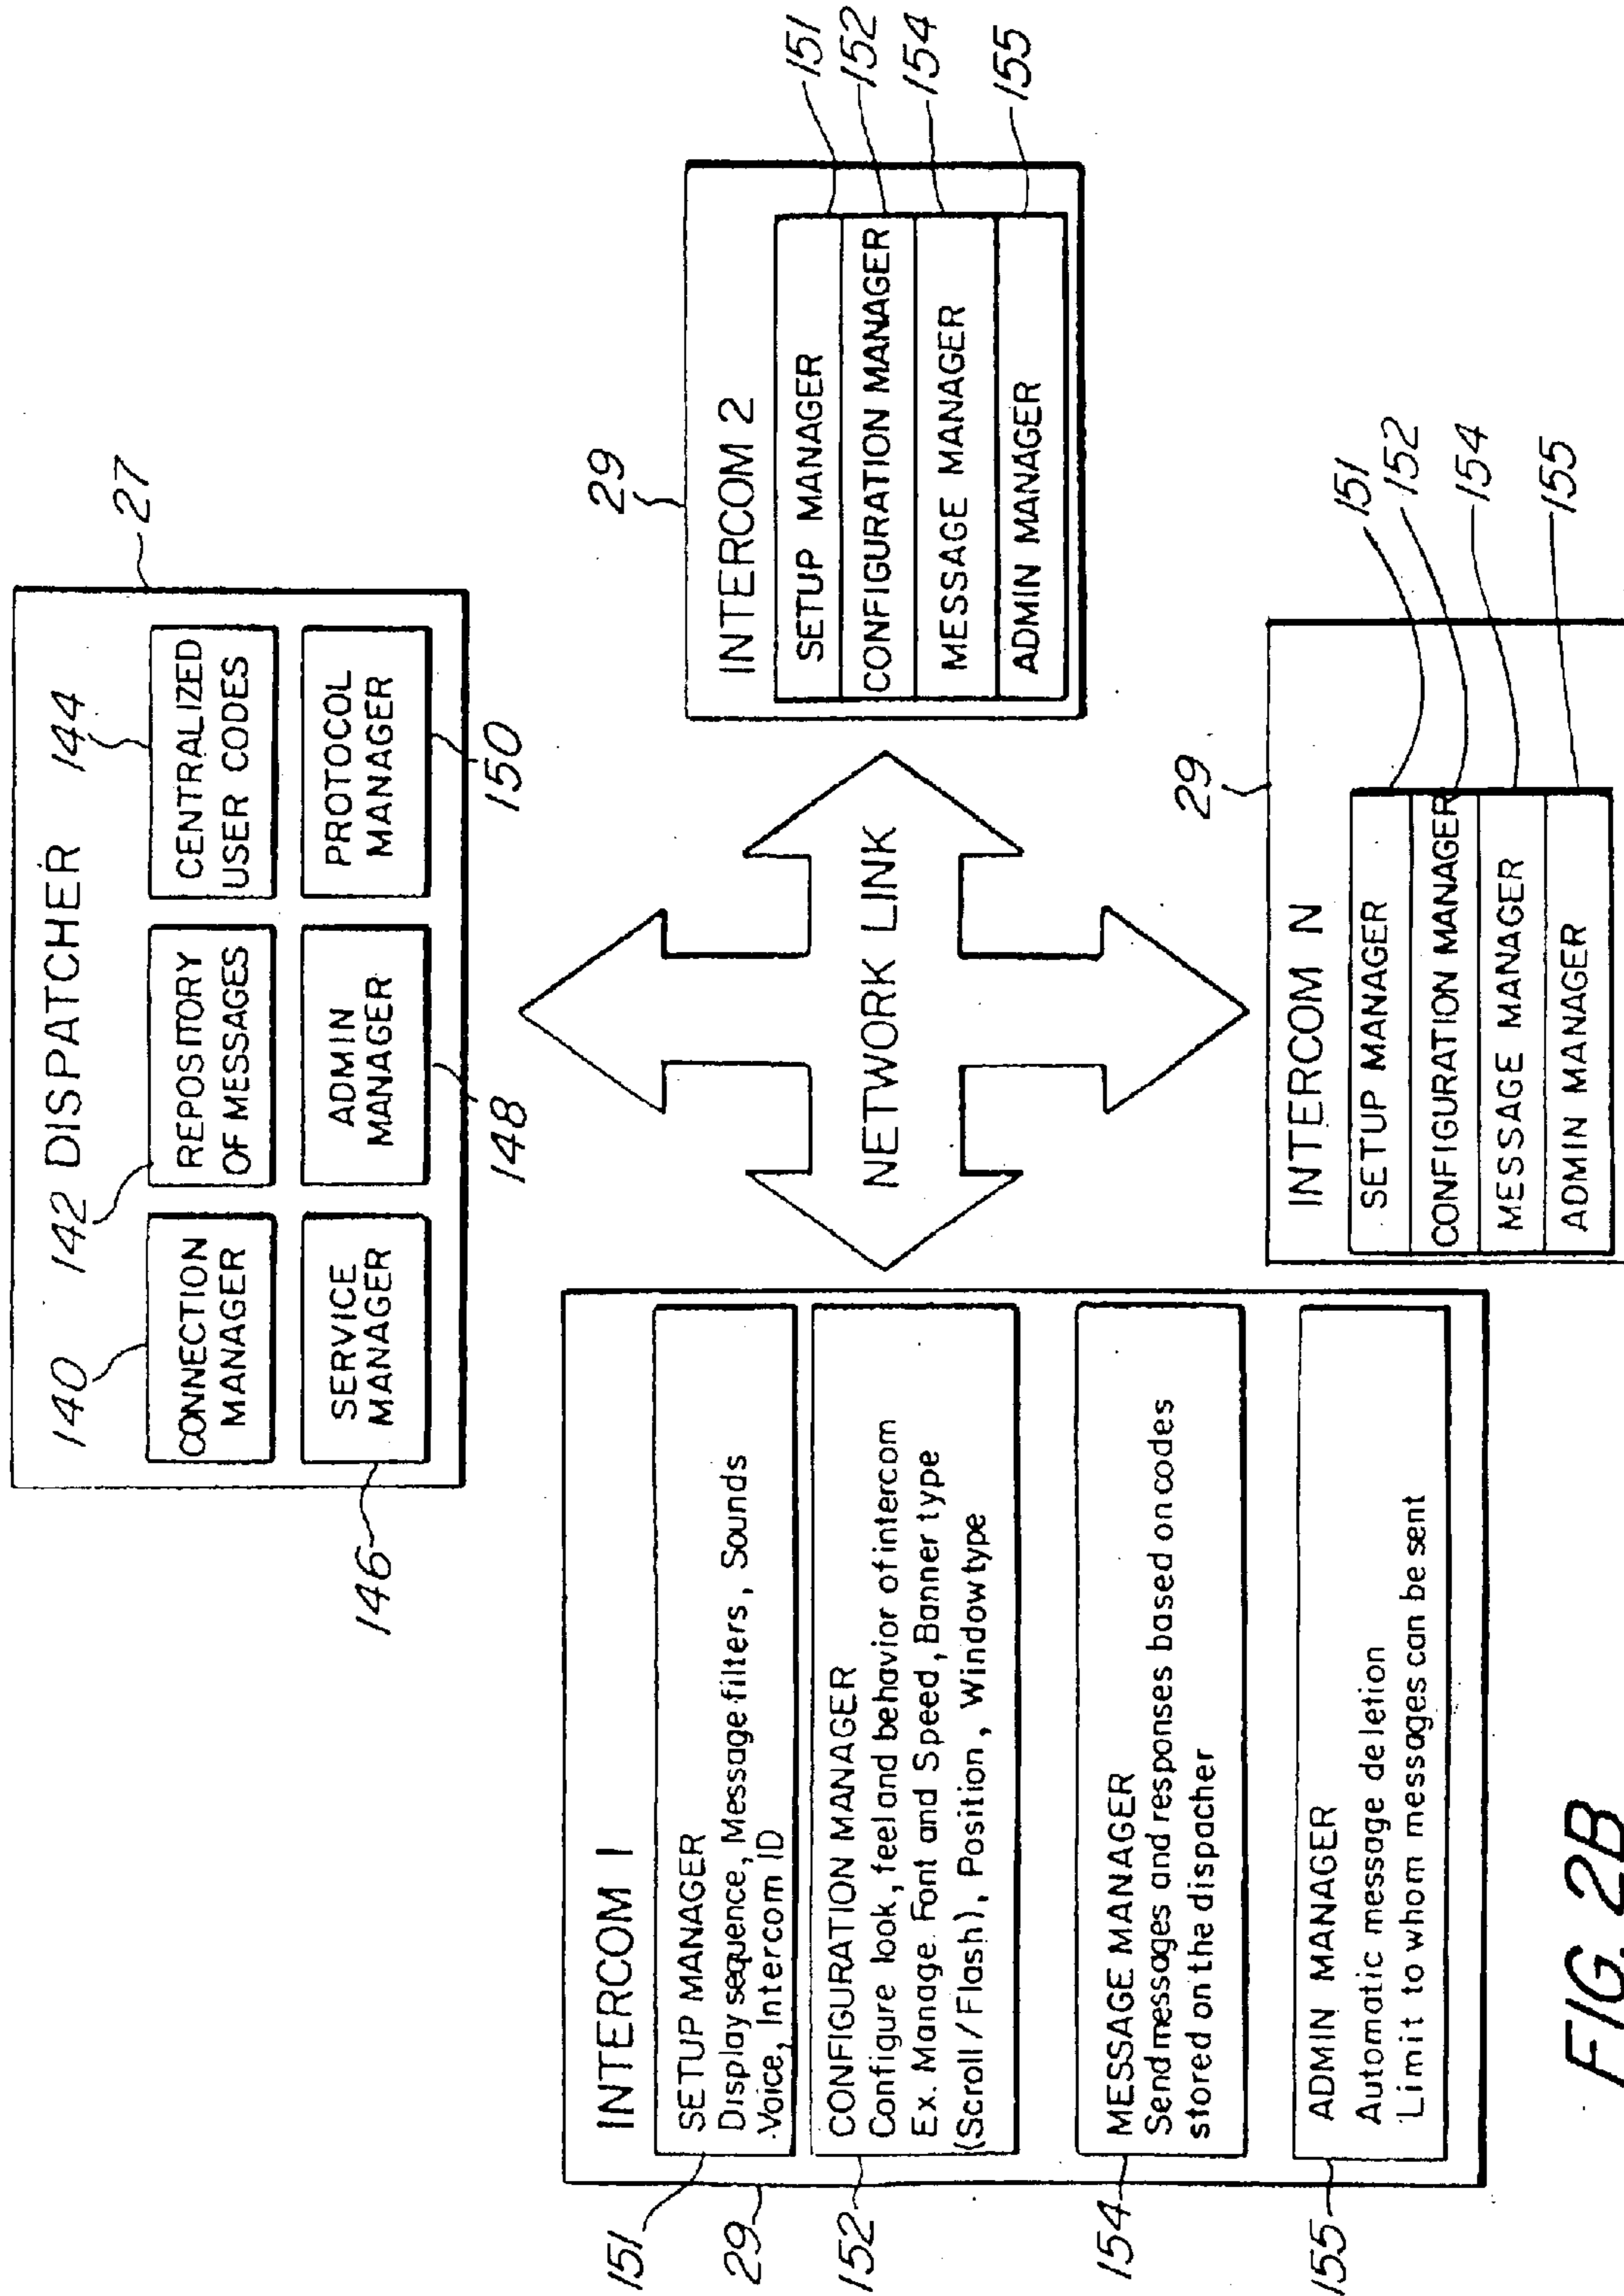 27
142 DISPATCHER 144
140
CONNECTION
MANAGER
REPOSITORY
OF MESSAGES
CENTRALIZED
USER CODES
SERVICE
MANAGER
ADMIN
MANAGER
PROTOCOL
MANAGER
146
148
150
INTERCOM 1
SETUP MANAGER
Display sequence, Message filters, Sounds
Voice, Intercom ID
CONFIGURATION MANAGER
Configure look, feel and behavior of intercom
Ex. Manage Font and Speed, Banner type
(Scroll/Flash), Position, Window type
MESSAGE MANAGER
Send messages and responses based on codes
stored on the dispacher
ADMIN MANAGER
Automatic message deletion
Limit to whom messages can be sent
151
29
152
154
155
NETWORK LINK
29
INTERCOM 2
SETUP MANAGER
CONFIGURATION MANAGER
MESSAGE MANAGER
ADMIN MANAGER
151
152
154
155
29
INTERCOM N
SETUP MANAGER
CONFIGURATION MANAGER
MESSAGE MANAGER
ADMIN MANAGER
151
152
154
155
FIG. 2B